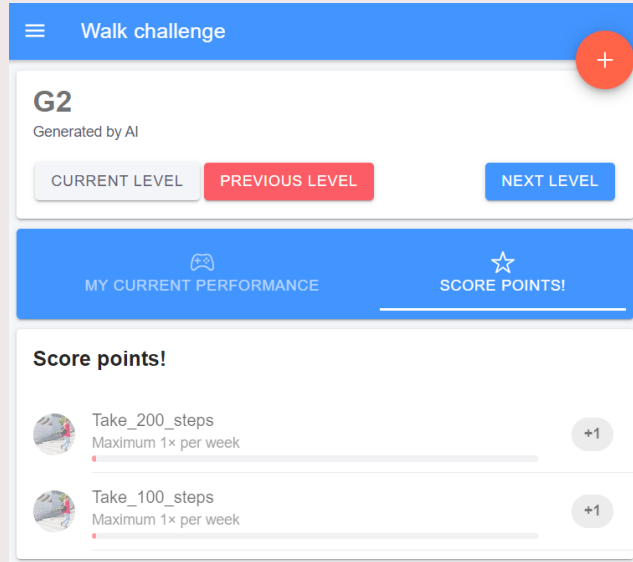 Walk challenge
G2
Generated by AI
CURRENT LEVEL
PREVIOUS LEVEL
NEXT LEVEL
MY CURRENT PERFORMANCE
SCORE POINTS!
Score points!
Take_200_steps
Maximum 1× per week
+1
Take_100_steps
Maximum 1× per week
+1